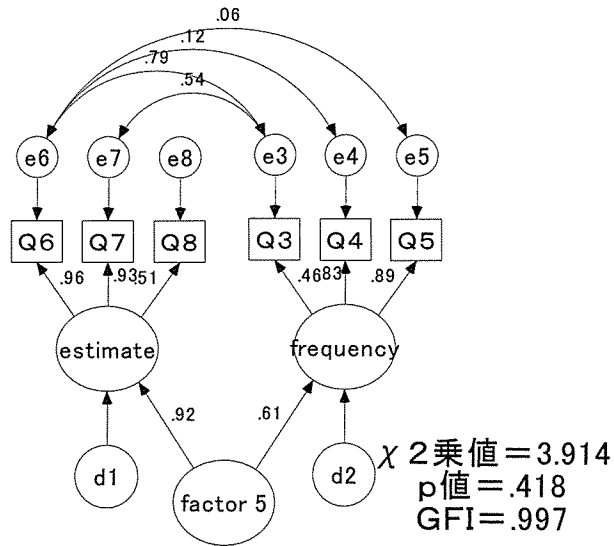 .06
.12
.79
.54
e6 e7 e8 e3 e4 e5
Q6 Q7 Q8 Q3 Q4 Q5
.96 .93 .51 .46 .83 .89
estimate frequency
.92 .61
d1 factor 5 d2
χ2乗値=3.914
p値=.418
GFI=.997